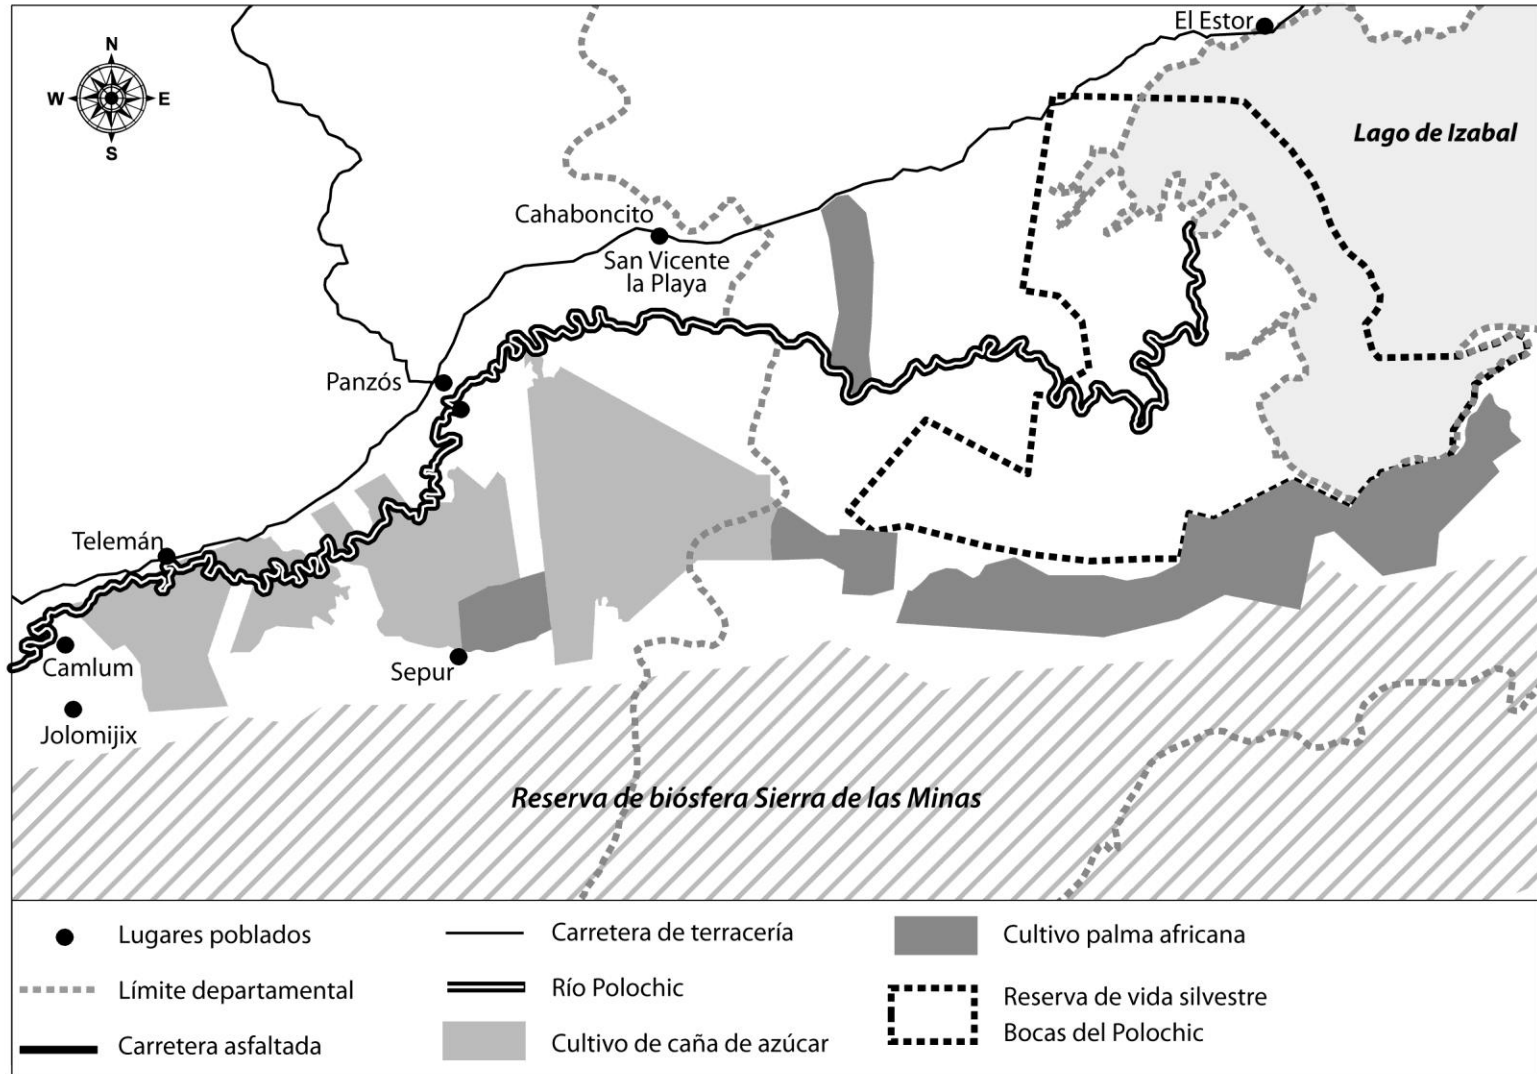 El Estor
N
W E
S
Lago de Izabal
Cahaboncito
San Vicente
la Playa
Panzós
Telemán
Camlum
Sepur
Jolomijix
Reserva de biósfera Sierra de las Minas
Lugares poblados
Límite departamental
Carretera asfaltada
Carretera de terracería
Río Polochic
Cultivo de caña de azúcar
Cultivo palma africana
Reserva de vida silvestre
Bocas del Polochic